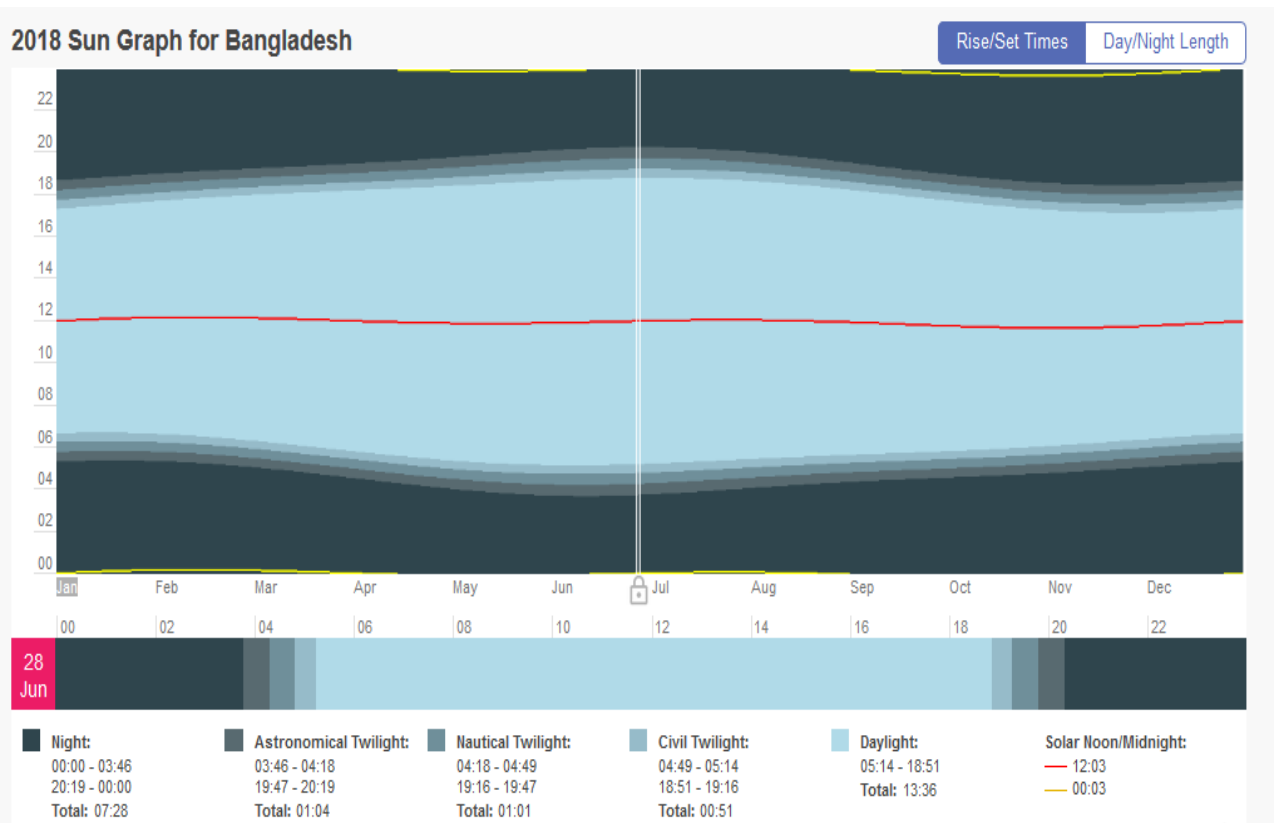 2018 Sun Graph for Bangladesh
Rise/Set Times
Day/Night Length
22
20
18
16
14
12
10
08
06
04
02
00
Jan Feb Mar Apr May Jun Jul Aug Sep Oct Nov Dec
00 02 04 06 08 10 12 14 16 18 20 22
28
Jun
Night:
00:00 - 03:46
20:19 - 00:00
Total: 07:28
Astronomical Twilight:
03:46 - 04:18
19:47 - 20:19
Total: 01:04
Nautical Twilight:
04:18 - 04:49
19:16 - 19:47
Total: 01:01
Civil Twilight:
04:49 - 05:14
18:51 - 19:16
Total: 00:51
Daylight:
05:14 - 18:51
Total: 13:36
Solar Noon/Midnight:
12:03
00:03